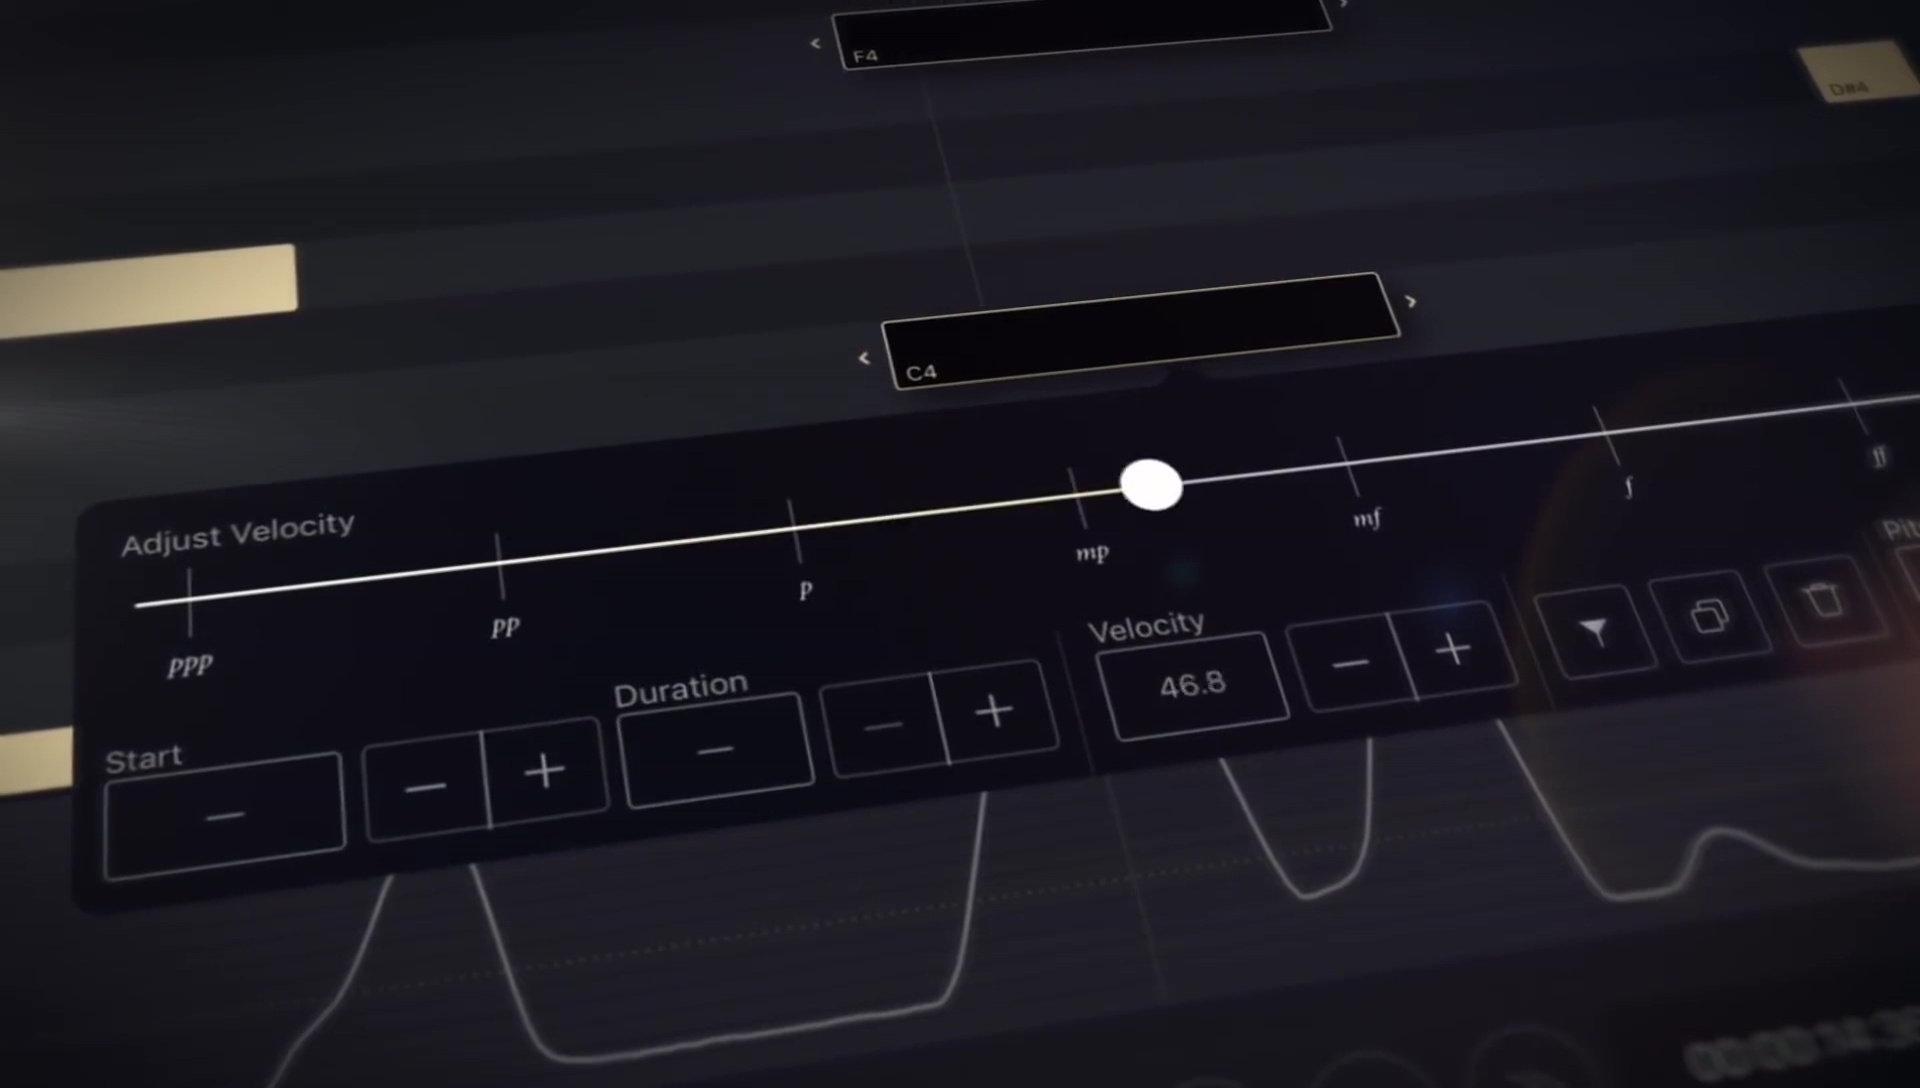 F4
D#4
C4
Adjust Velocity
ppp
pp
p
mp
mf
f
ff
Start
—
— +
Duration
—
— +
Velocity
46.8
— +